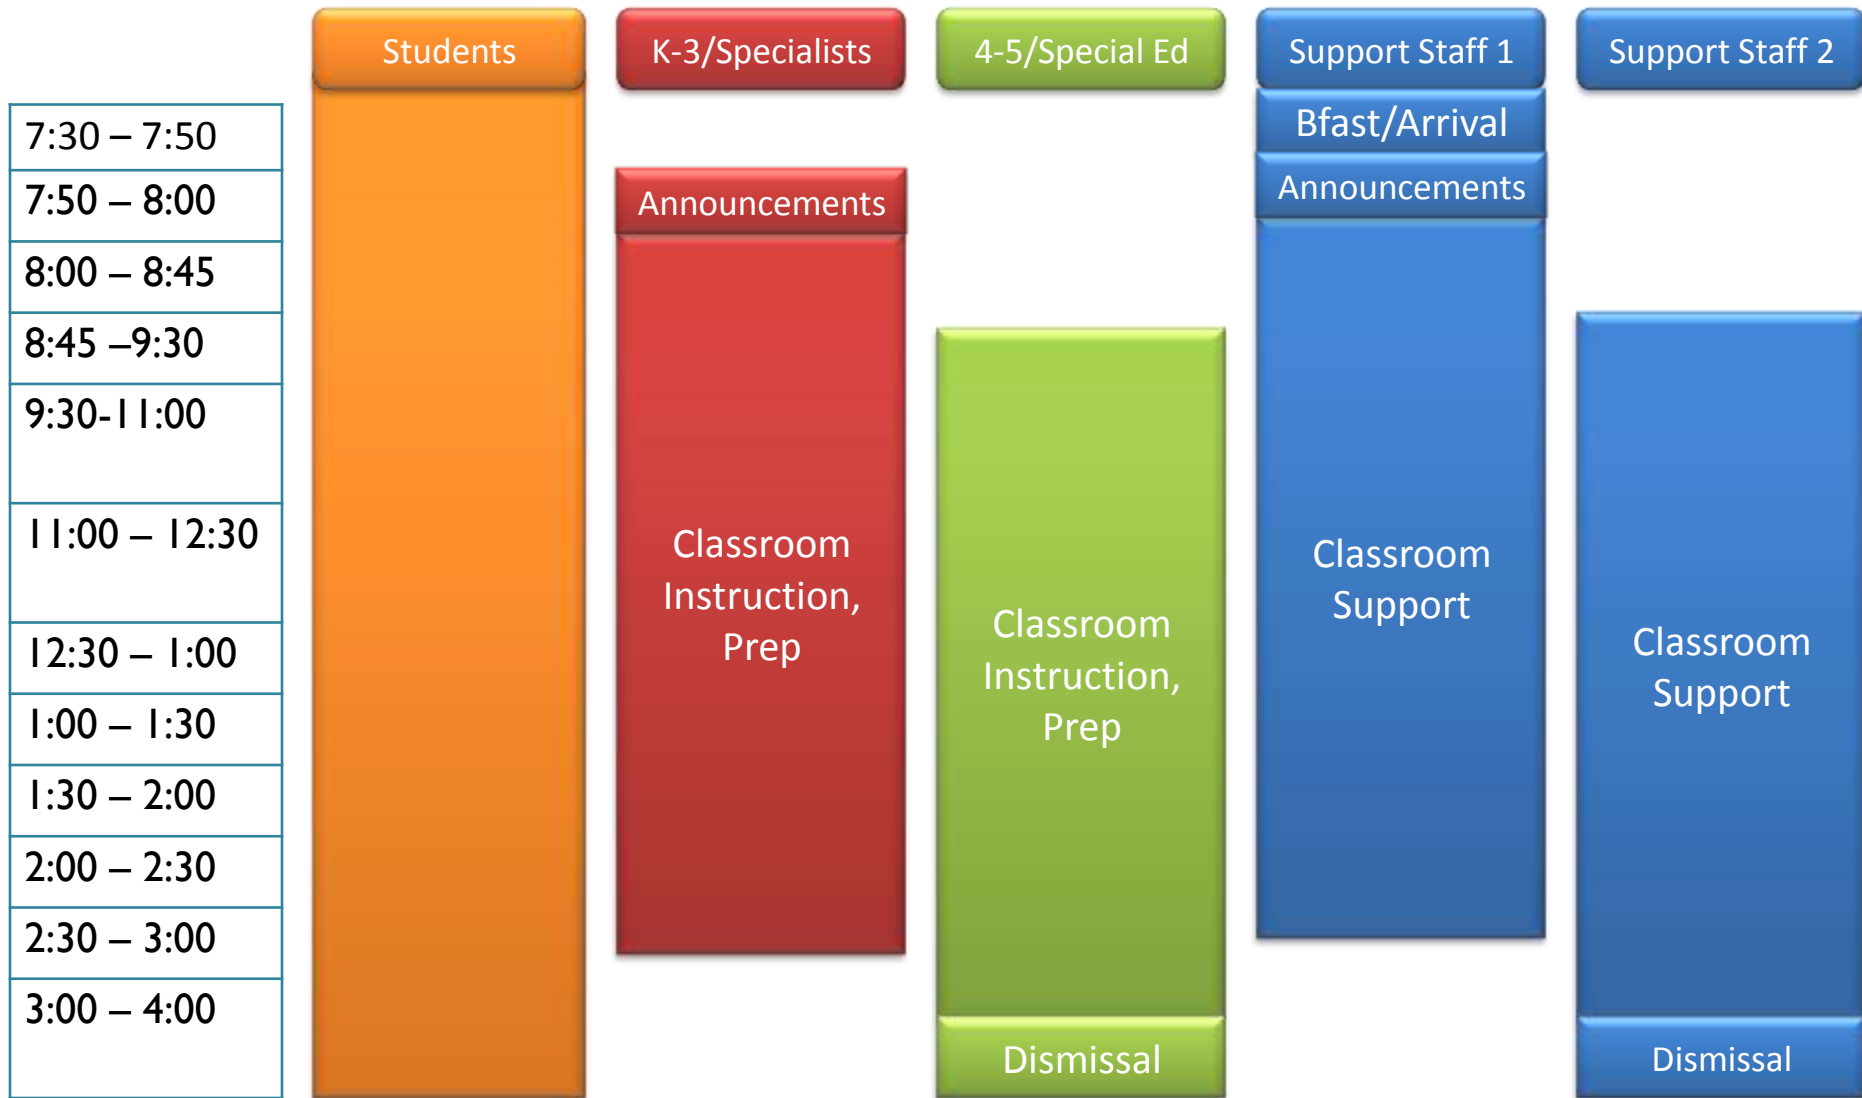 Students
K-3/Specialists
4-5/Special Ed
Support Staff 1
Support Staff 2
7:30 – 7:50
7:50 – 8:00
8:00 – 8:45
8:45 –9:30
9:30-11:00
11:00 – 12:30
12:30 – 1:00
1:00 – 1:30
1:30 – 2:00
2:00 – 2:30
2:30 – 3:00
3:00 – 4:00
Announcements
Classroom
Instruction,
Prep
Classroom
Instruction,
Prep
Dismissal
Bfast/Arrival
Announcements
Classroom
Support
Classroom
Support
Dismissal